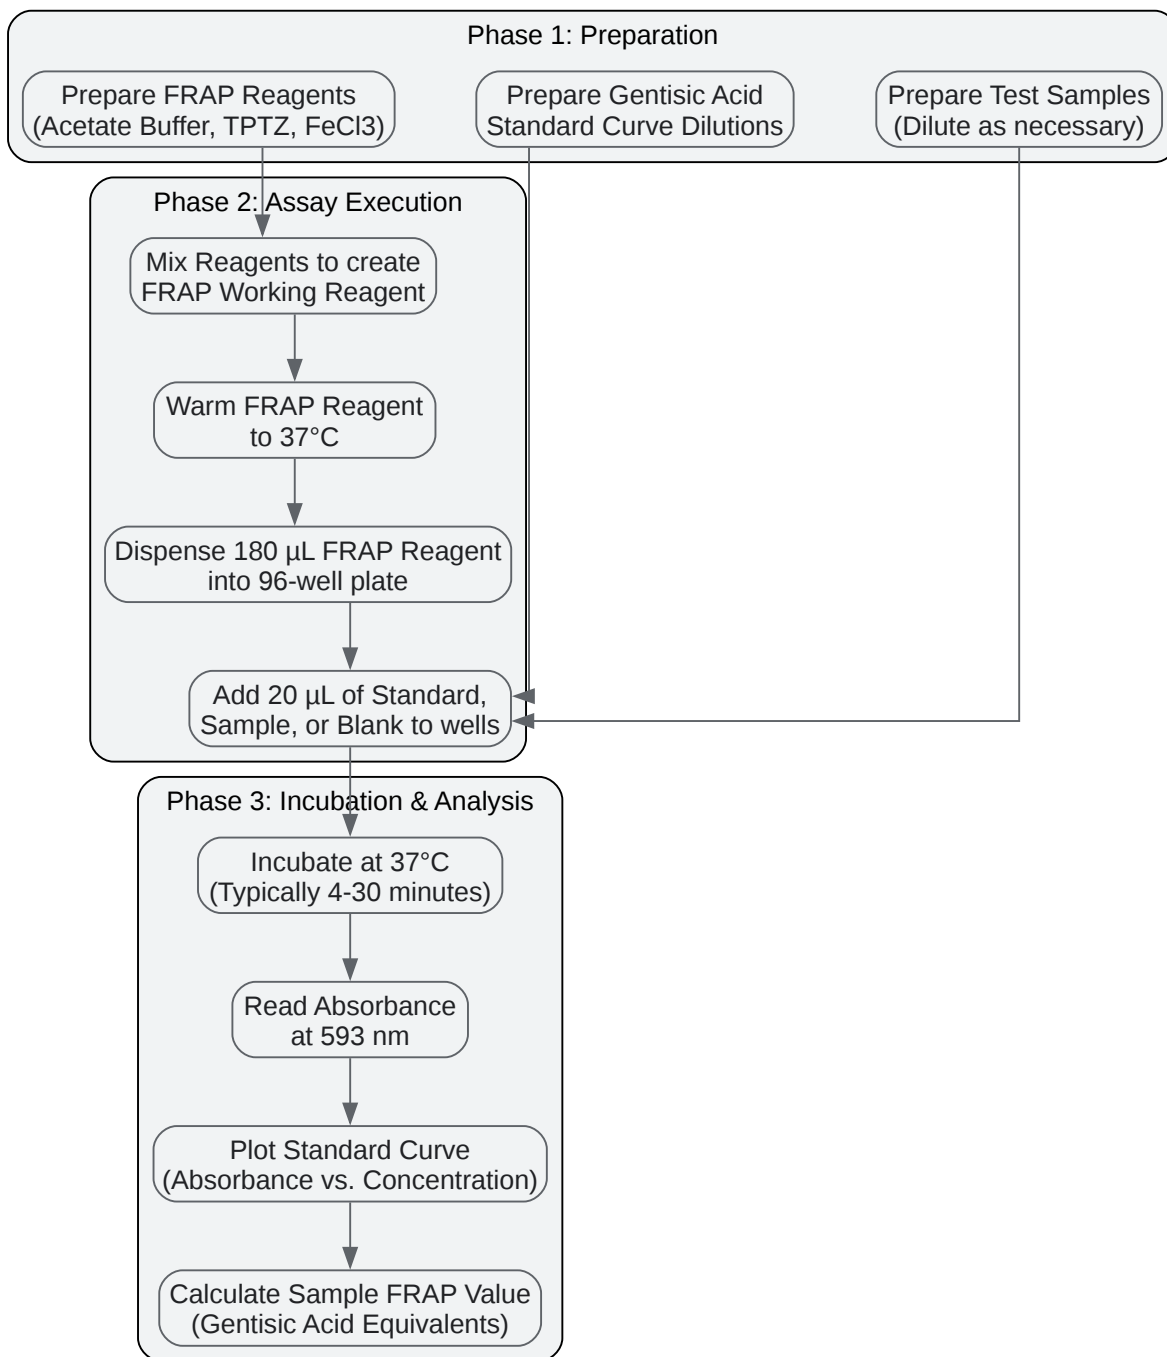 Phase 1: Preparation
Prepare FRAP Reagents
(Acetate Buffer, TPTZ, FeCl3)
Prepare Gentisic Acid
Standard Curve Dilutions
Prepare Test Samples
(Dilute as necessary)
Phase 2: Assay Execution
Mix Reagents to create
FRAP Working Reagent
Warm FRAP Reagent
to 37°C
Dispense 180 µL FRAP Reagent
into 96-well plate
Add 20 µL of Standard,
Sample, or Blank to wells
Phase 3: Incubation & Analysis
Incubate at 37°C
(Typically 4-30 minutes)
Read Absorbance
at 593 nm
Plot Standard Curve
(Absorbance vs. Concentration)
Calculate Sample FRAP Value
(Gentisic Acid Equivalents)